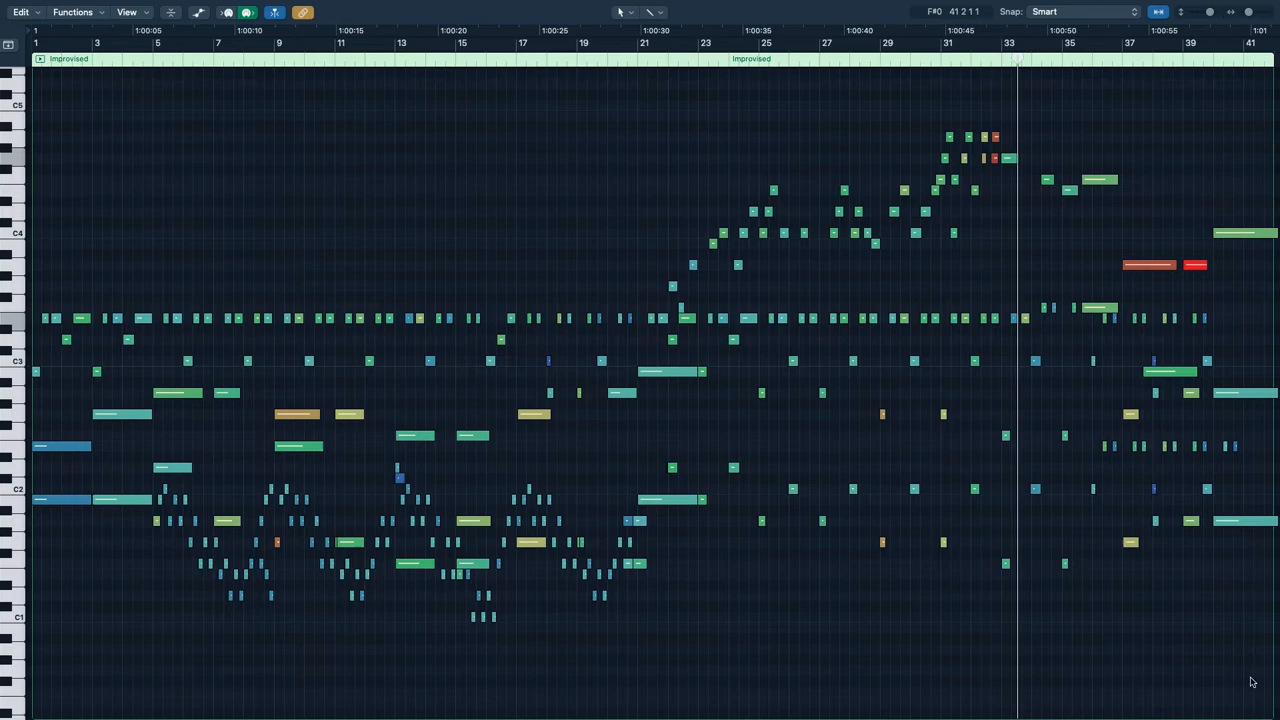 Edit Functions View F#0 41 2 1 1 Snap: Smart
1 1:00:05 1:00:10 1:00:15 1:00:20 1:00:25 1:00:30 1:00:35 1:00:40 1:00:45 1:00:50 1:00:55 1:01
1 3 5 7 9 11 13 15 17 19 21 23 25 27 29 31 33 35 37 39 41
Improvised Improvised
C5
C4
C3
C2
C1